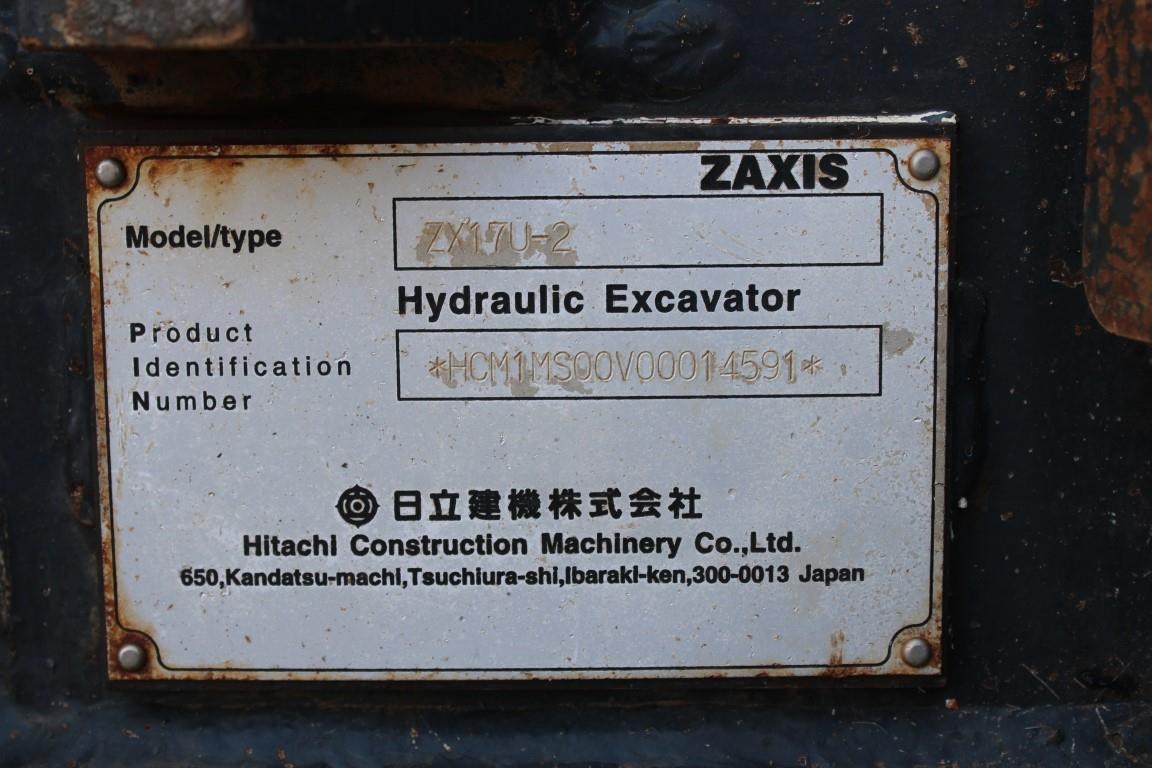 ZAXIS
Model/type
ZX17U-2
Hydraulic Excavator
Product
Identification
Number
*HCM1MS00V00014591*
日立建機株式会社
Hitachi Construction Machinery Co.,Ltd.
650,Kandatsu-machi,Tsuchiura-shi,Ibaraki-ken,300-0013 Japan